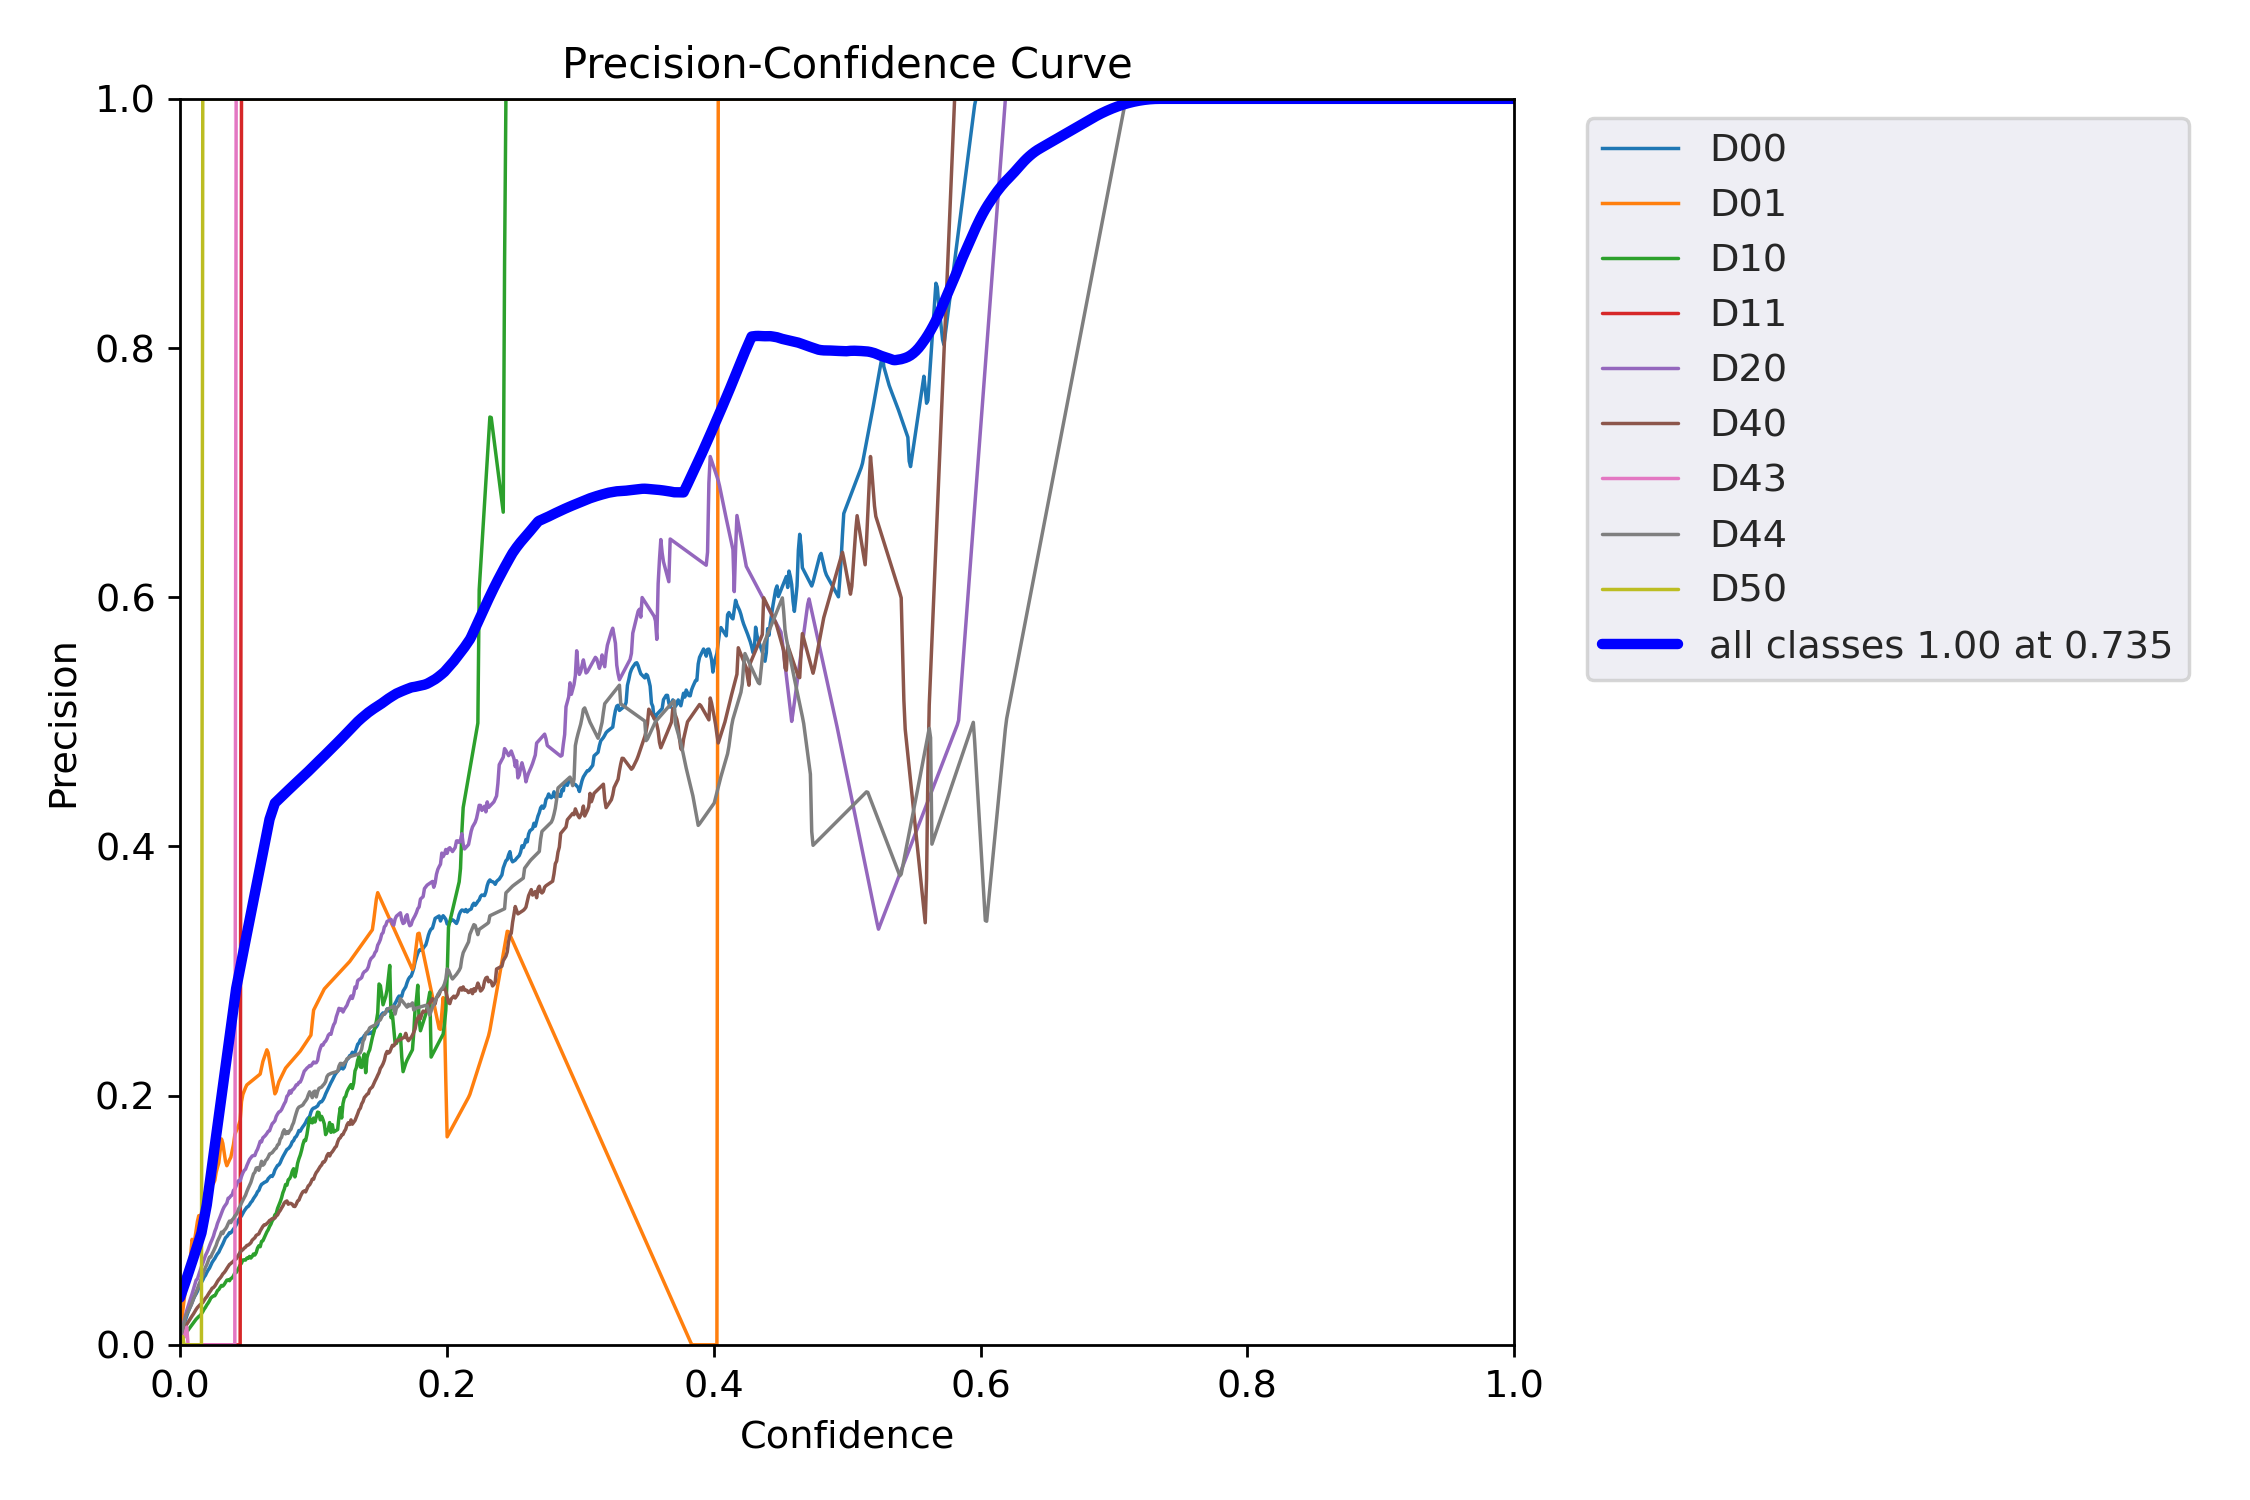 Precision-Confidence Curve
1.0
0.8
0.6
0.4
0.2
0.0
Precision
0.0 0.2 0.4 0.6 0.8 1.0
Confidence
D00
D01
D10
D11
D20
D40
D43
D44
D50
all classes 1.00 at 0.735